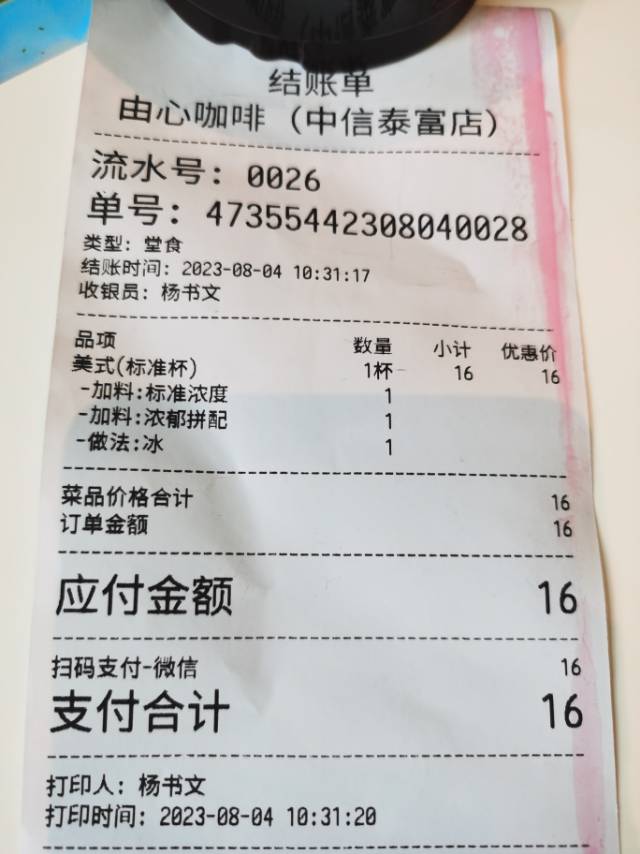 结账单
由心咖啡（中信泰富店）
流水号：0026
单号：47355442308040028
类型：堂食
结账时间：2023-08-04 10:31:17
收银员：杨书文
品项 数量 小计 优惠价
美式(标准杯) 1杯 16 16
-加料:标准浓度 1
-加料:浓郁拼配 1
-做法:冰 1
菜品价格合计 16
订单金额 16
应付金额 16
扫码支付-微信 16
支付合计 16
打印人：杨书文
打印时间：2023-08-04 10:31:20